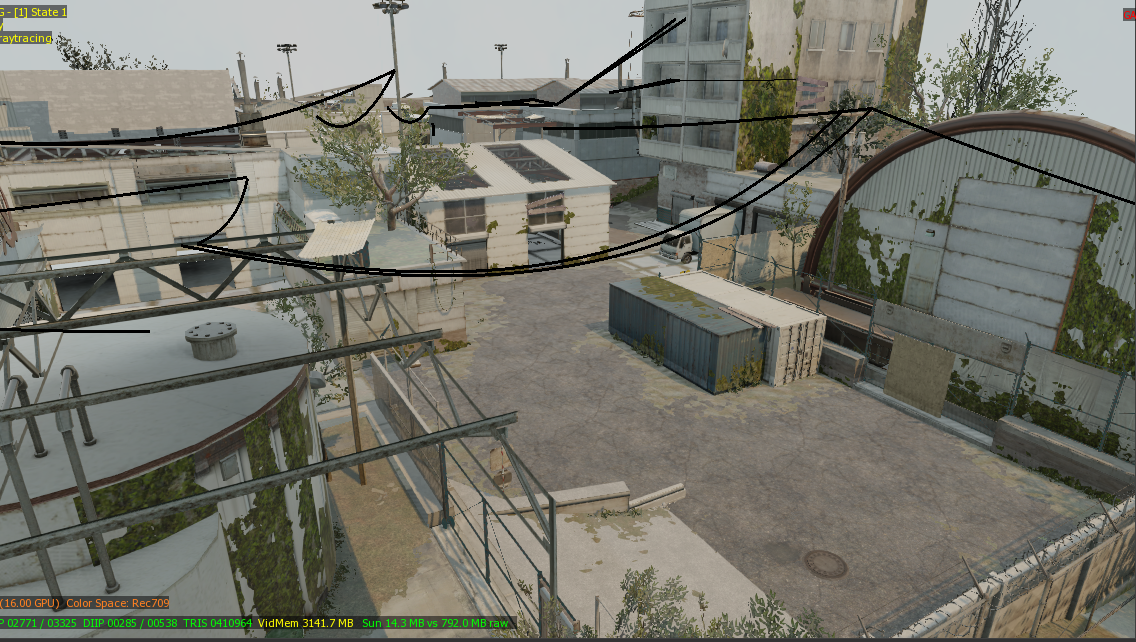 G - [1] State 1
raytracing
(16.00 GPU) Color Space: Rec709
P 02771 / 03325 DIIP 00285 / 00538 TRIS 0410964 VidMem 3141.7 MB Sun 14.3 MB vs 792.0 MB raw